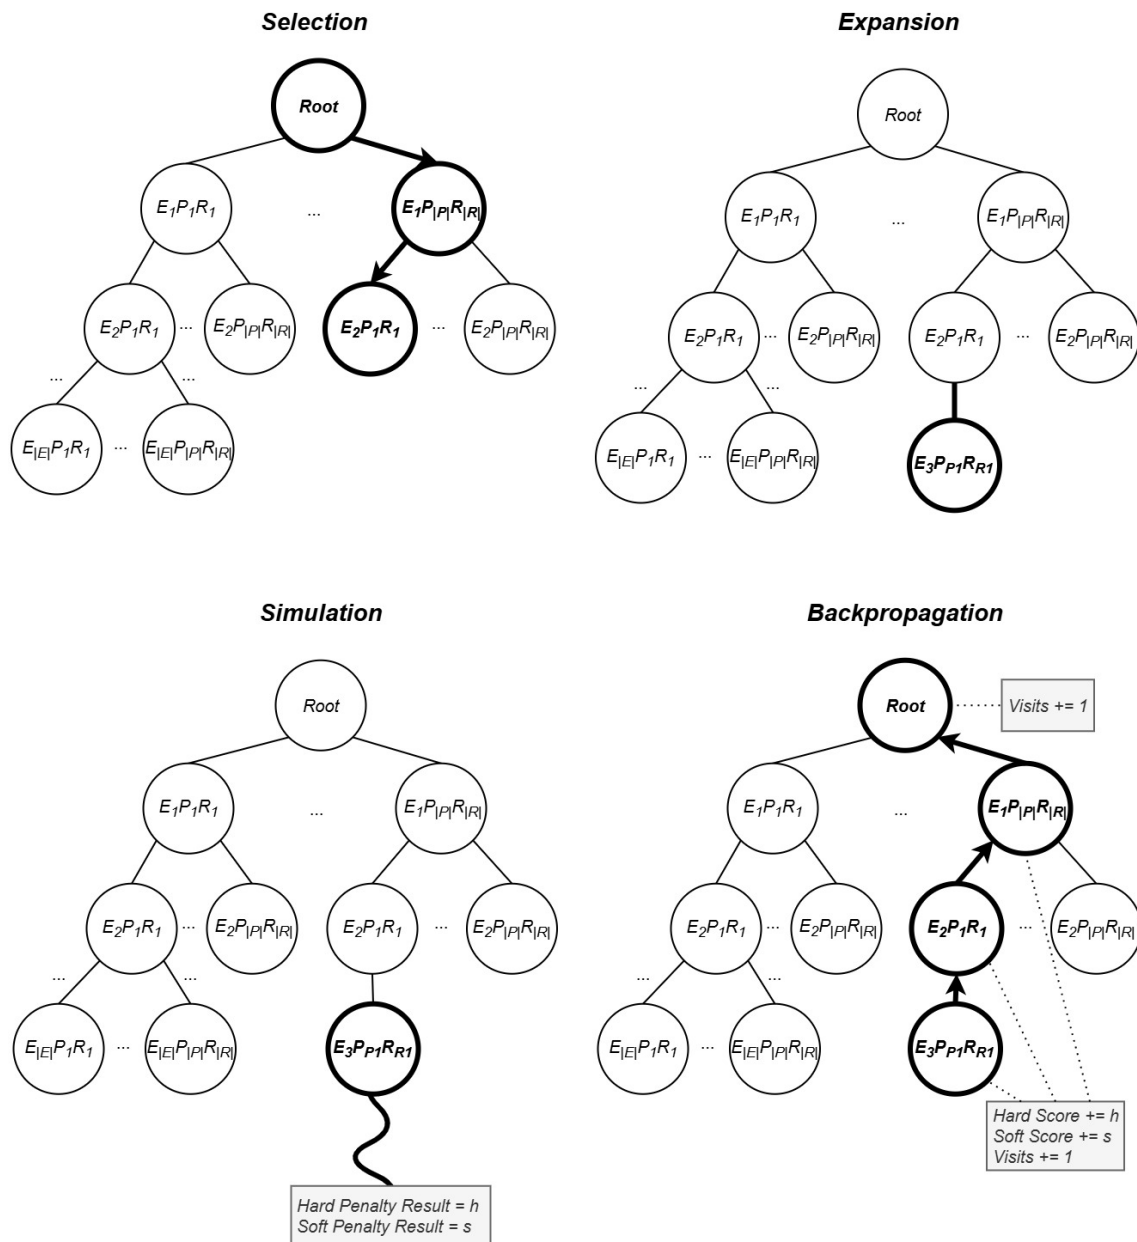 Selection
Root
E1P1R1
...
E1P|P|R|R|
E2P1R1
...
E2P|P|R|R|
E2P1R1
...
E2P|P|R|R|
...
...
E|E|P1R1
...
E|E|P|P|R|R|
Expansion
Root
E1P1R1
...
E1P|P|R|R|
E2P1R1
...
E2P|P|R|R|
E2P1R1
...
E2P|P|R|R|
...
...
E|E|P1R1
...
E|E|P|P|R|R|
E3PP1RR1
Simulation
Root
E1P1R1
...
E1P|P|R|R|
E2P1R1
...
E2P|P|R|R|
E2P1R1
...
E2P|P|R|R|
...
...
E|E|P1R1
...
E|E|P|P|R|R|
E3PP1RR1
Hard Penalty Result = h
Soft Penalty Result = s
Backpropagation
Root
Visits += 1
E1P1R1
...
E1P|P|R|R|
E2P1R1
...
E2P|P|R|R|
E2P1R1
...
E2P|P|R|R|
...
...
E|E|P1R1
...
E|E|P|P|R|R|
E3PP1RR1
Hard Score += h
Soft Score += s
Visits += 1